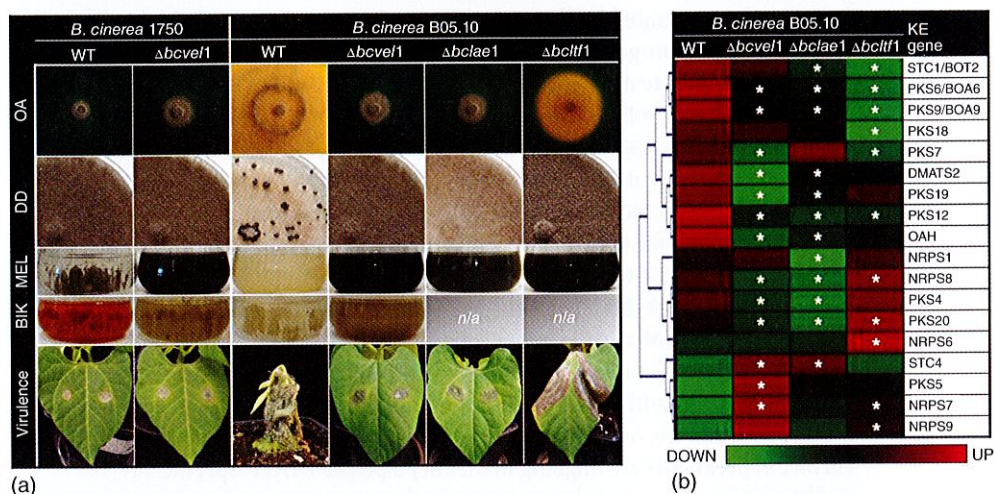 B. cinerea 1750 B. cinerea B05.10
WT Δbcvel1 WT Δbcvel1 Δbclae1 Δbcltf1
OA
DD
MEL
BIK n/a n/a
Virulence
(a)
B. cinerea B05.10 KE
WT Δbcvel1 Δbclae1 Δbcltf1 gene
* * STC1/BOT2
* * * PKS6/BOA6
* * * PKS9/BOA9
* PKS18
* * PKS7
* * DMATS2
* * PKS19
* * * PKS12
* * OAH
* NRPS1
* * * NRPS8
* * PKS4
* * * PKS20
* NRPS6
* * STC4
* PKS5
* * NRPS7
* NRPS9
DOWN UP
(b)